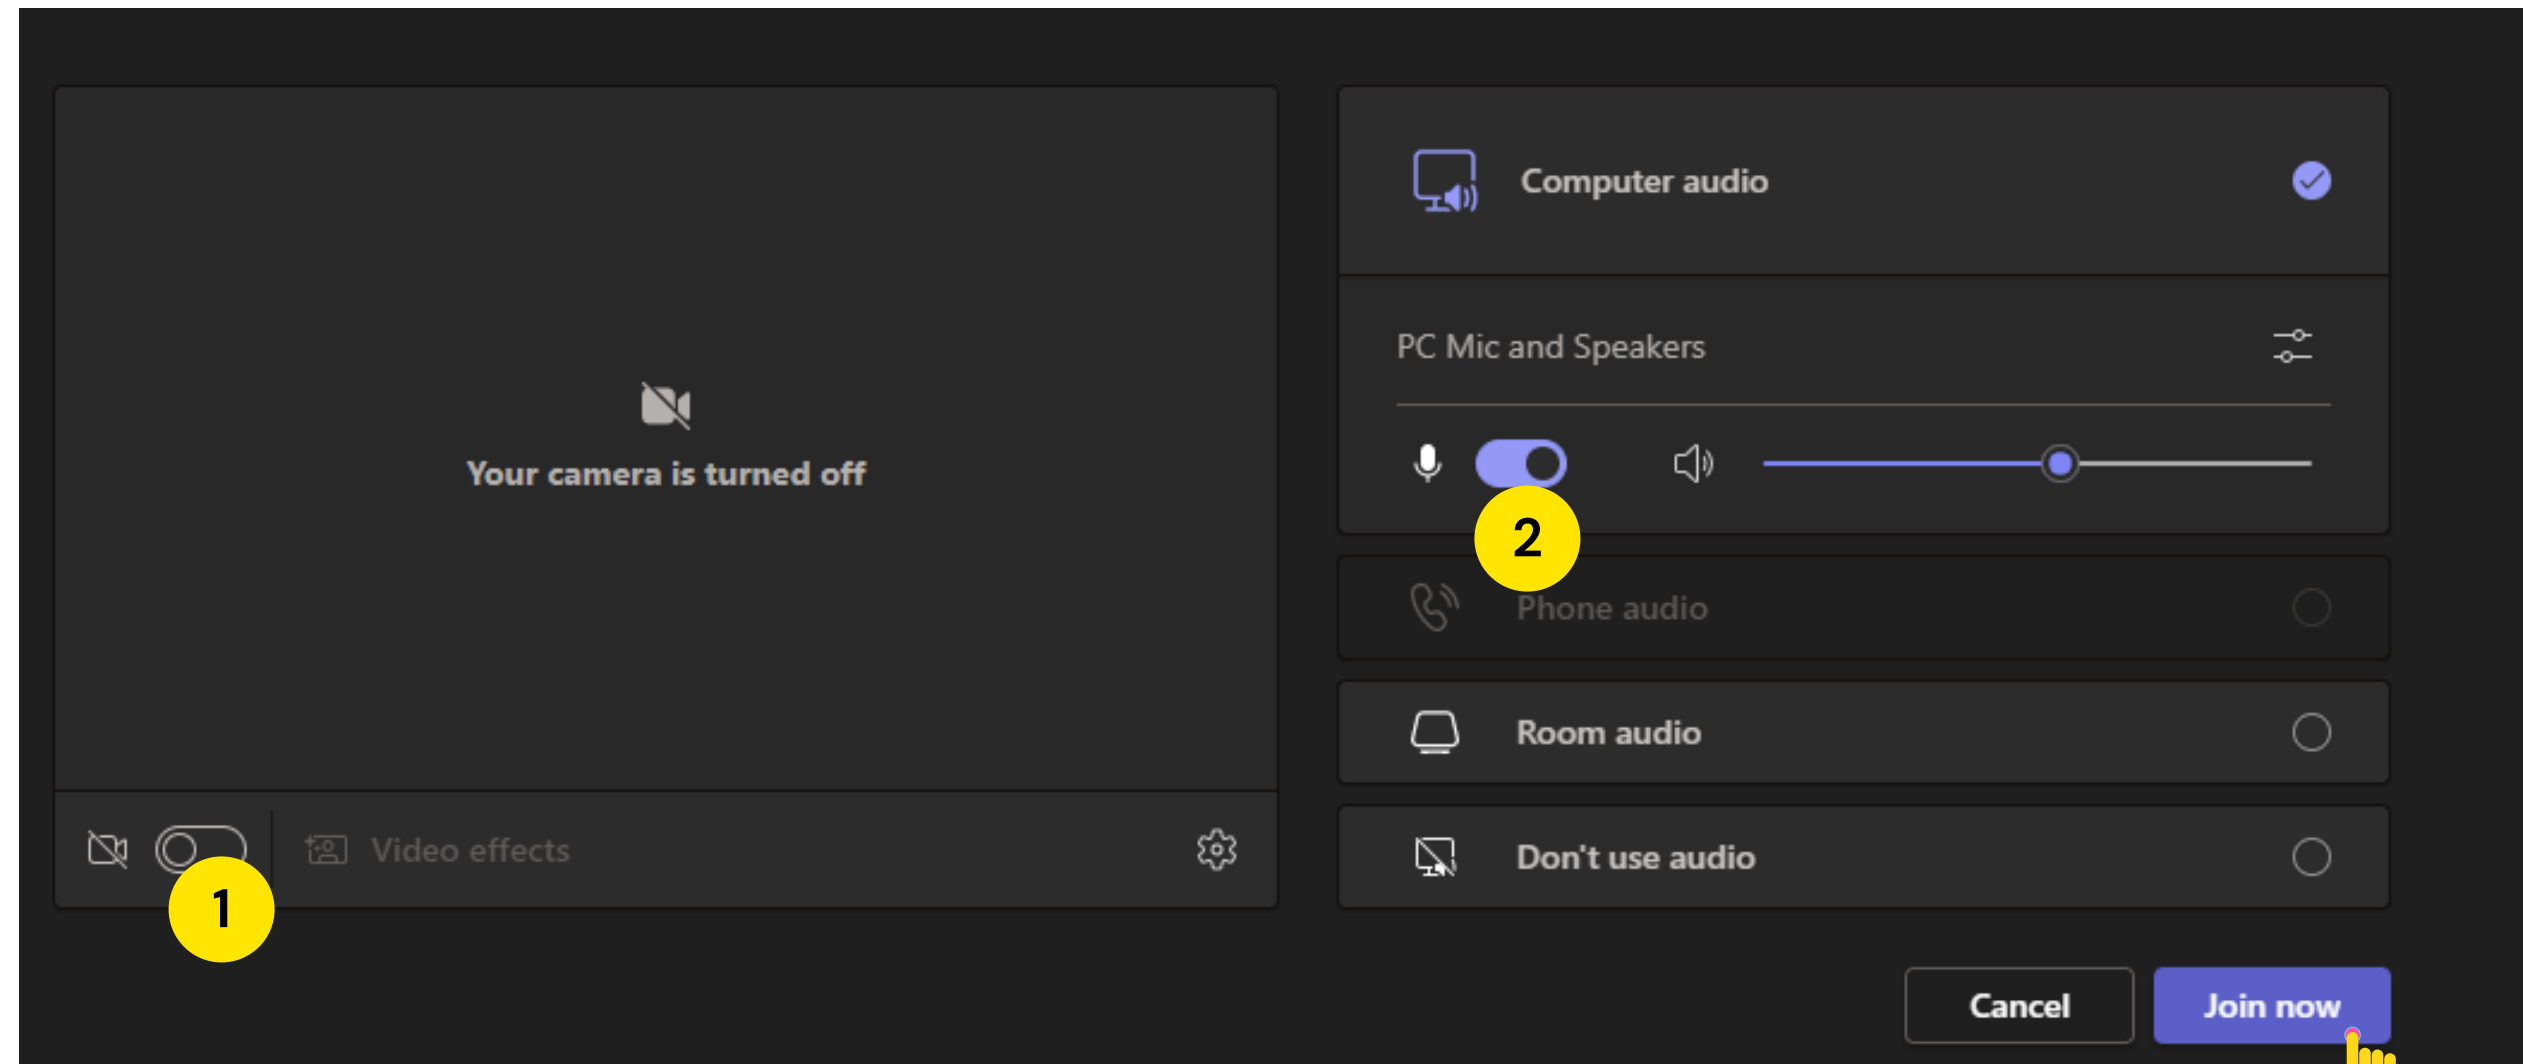 Your camera is turned off
1
Video effects
Computer audio
PC Mic and Speakers
2
Phone audio
Room audio
Don't use audio
Cancel
Join now